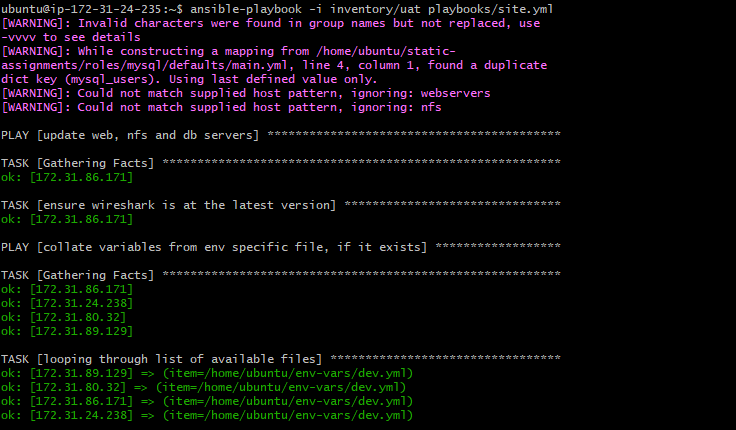 ubuntu@ip-172-31-24-235:~$ ansible-playbook -i inventory/uat playbooks/site.yml
[WARNING]: Invalid characters were found in group names but not replaced, use
-vvvv to see details
[WARNING]: While constructing a mapping from /home/ubuntu/static-
assignments/roles/mysql/defaults/main.yml, line 4, column 1, found a duplicate
dict key (mysql_users). Using last defined value only.
[WARNING]: Could not match supplied host pattern, ignoring: webservers
[WARNING]: Could not match supplied host pattern, ignoring: nfs
PLAY [update web, nfs and db servers] ******************************************
TASK [Gathering Facts] *********************************************************
ok: [172.31.86.171]
TASK [ensure wireshark is at the latest version] *******************************
ok: [172.31.86.171]
PLAY [collate variables from env specific file, if it exists] ******************
TASK [Gathering Facts] *********************************************************
ok: [172.31.86.171]
ok: [172.31.24.238]
ok: [172.31.80.32]
ok: [172.31.89.129]
TASK [looping through list of available files] *********************************
ok: [172.31.89.129] => (item=/home/ubuntu/env-vars/dev.yml)
ok: [172.31.80.32] => (item=/home/ubuntu/env-vars/dev.yml)
ok: [172.31.86.171] => (item=/home/ubuntu/env-vars/dev.yml)
ok: [172.31.24.238] => (item=/home/ubuntu/env-vars/dev.yml)